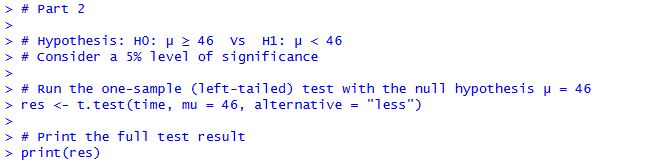 > # Part 2
>
> # Hypothesis: H0: μ ≥ 46  Vs  H1: μ < 46
> # Consider a 5% level of significance
>
> # Run the one-sample (left-tailed) test with the null hypothesis μ = 46
> res <- t.test(time, mu = 46, alternative = "less")
>
> # Print the full test result
> print(res)